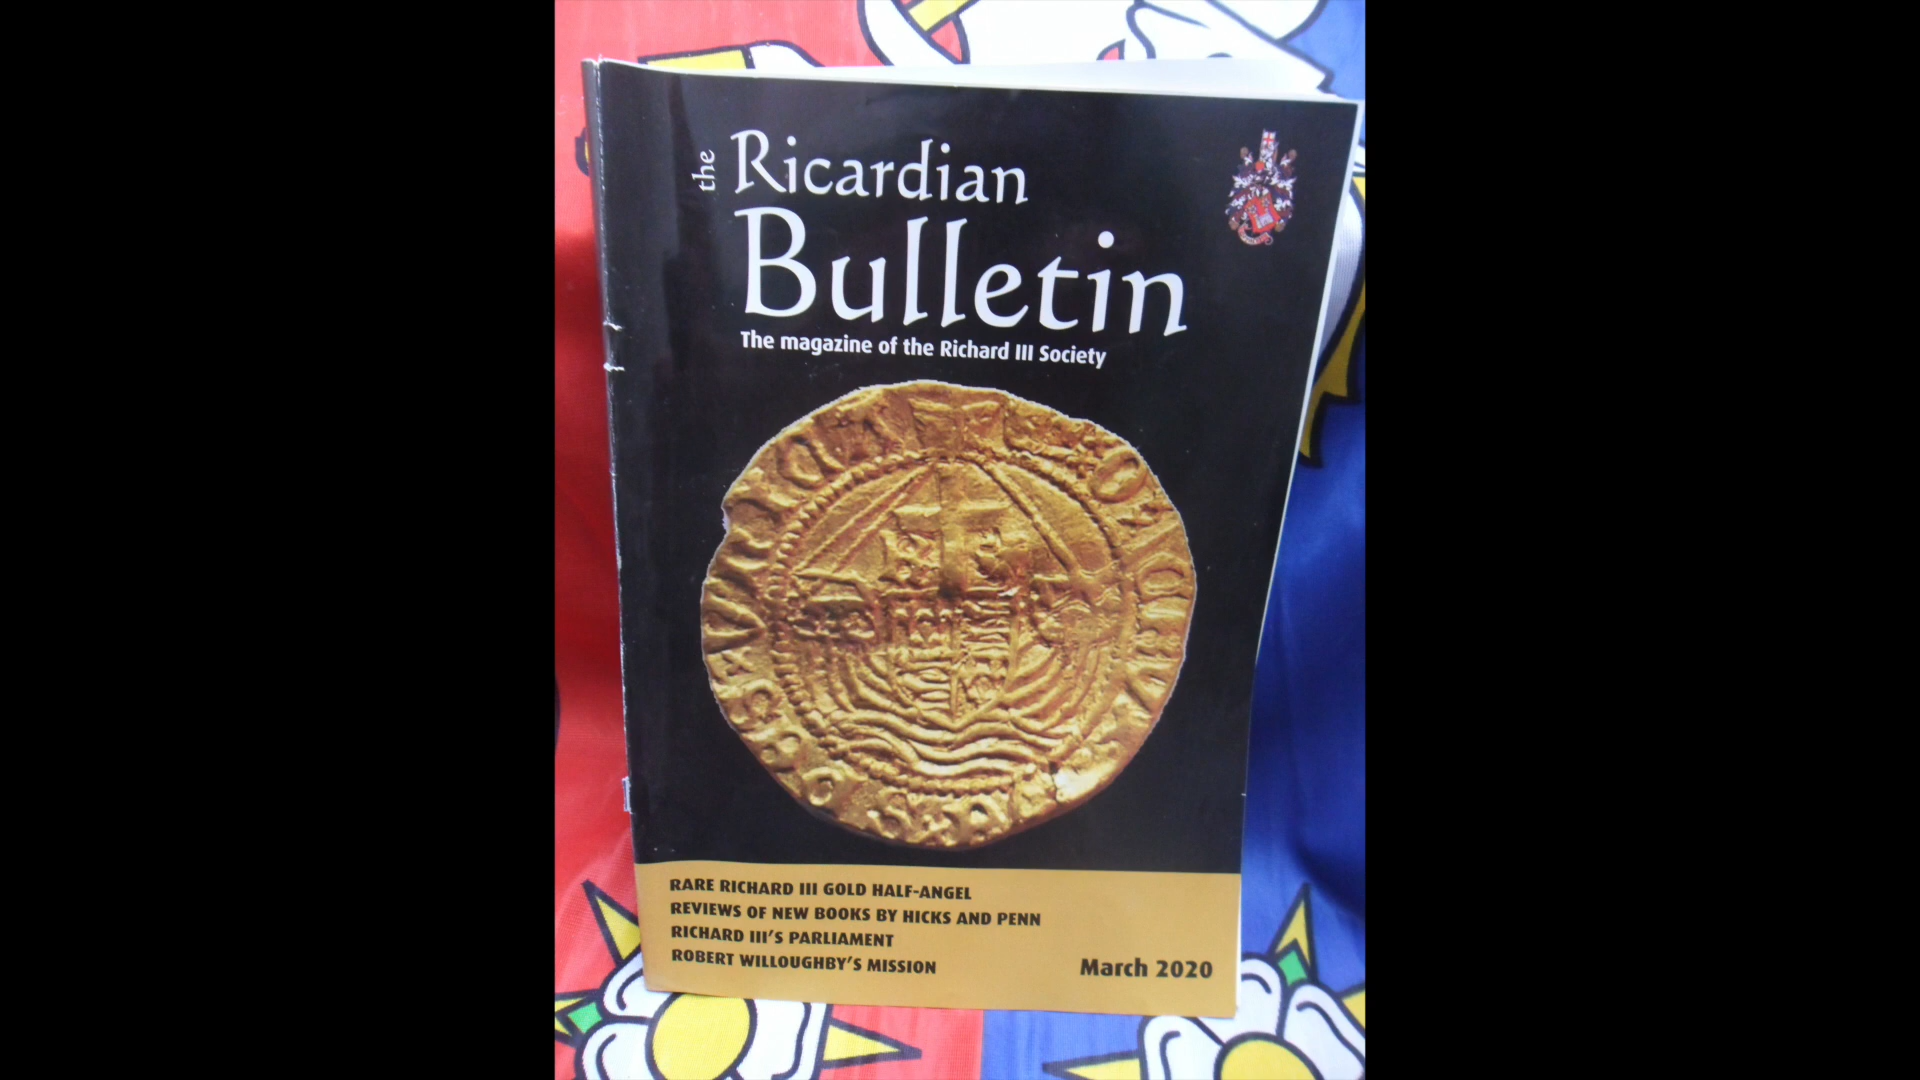 the Ricardian
Bulletin
The magazine of the Richard III Society
RARE RICHARD III GOLD HALF-ANGEL
REVIEWS OF NEW BOOKS BY HICKS AND PENN
RICHARD III'S PARLIAMENT
ROBERT WILLOUGHBY'S MISSION
March 2020